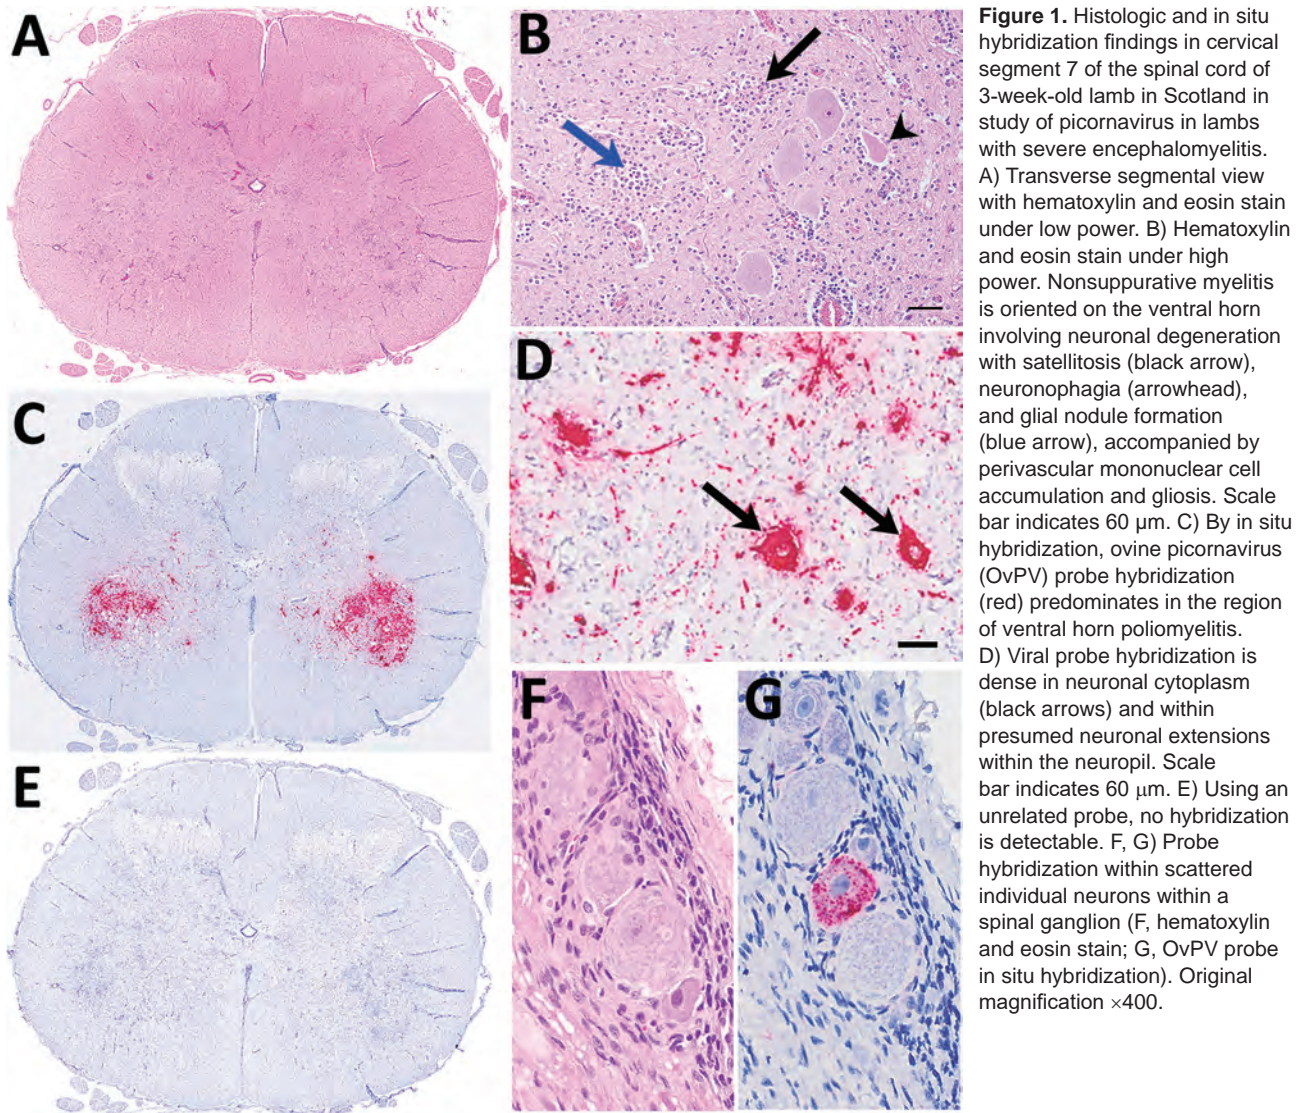 A
B
C
D
E
F
G
Figure 1. Histologic and in situ
hybridization findings in cervical
segment 7 of the spinal cord of
3-week-old lamb in Scotland in
study of picornavirus in lambs
with severe encephalomyelitis.
A) Transverse segmental view
with hematoxylin and eosin stain
under low power. B) Hematoxylin
and eosin stain under high
power. Nonsuppurative myelitis
is oriented on the ventral horn
involving neuronal degeneration
with satellitosis (black arrow),
neuronophagia (arrowhead),
and glial nodule formation
(blue arrow), accompanied by
perivascular mononuclear cell
accumulation and gliosis. Scale
bar indicates 60 µm. C) By in situ
hybridization, ovine picornavirus
(OvPV) probe hybridization
(red) predominates in the region
of ventral horn poliomyelitis.
D) Viral probe hybridization is
dense in neuronal cytoplasm
(black arrows) and within
presumed neuronal extensions
within the neuropil. Scale
bar indicates 60 μm. E) Using an
unrelated probe, no hybridization
is detectable. F, G) Probe
hybridization within scattered
individual neurons within a
spinal ganglion (F, hematoxylin
and eosin stain; G, OvPV probe
in situ hybridization). Original
magnification ×400.